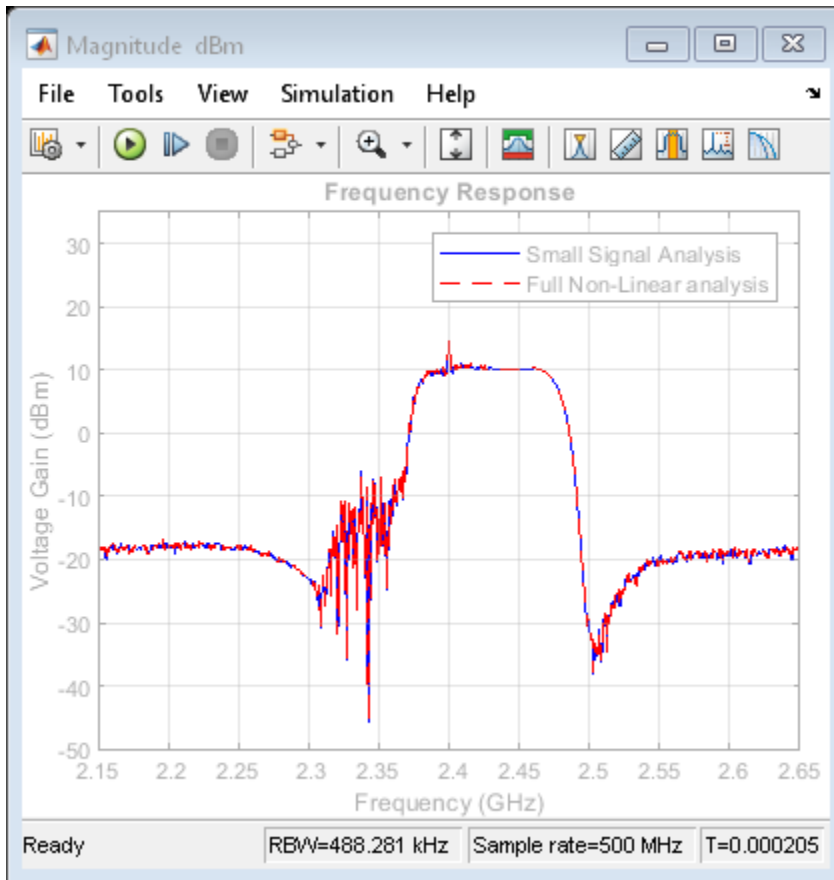 Magnitude dBm
File Tools View Simulation Help
Frequency Response
Small Signal Analysis
Full Non-Linear analysis
Voltage Gain (dBm)
30
20
10
0
-10
-20
-30
-40
-50
2.15 2.2 2.25 2.3 2.35 2.4 2.45 2.5 2.55 2.6 2.65
Frequency (GHz)
Ready RBW=488.281 kHz Sample rate=500 MHz T=0.000205